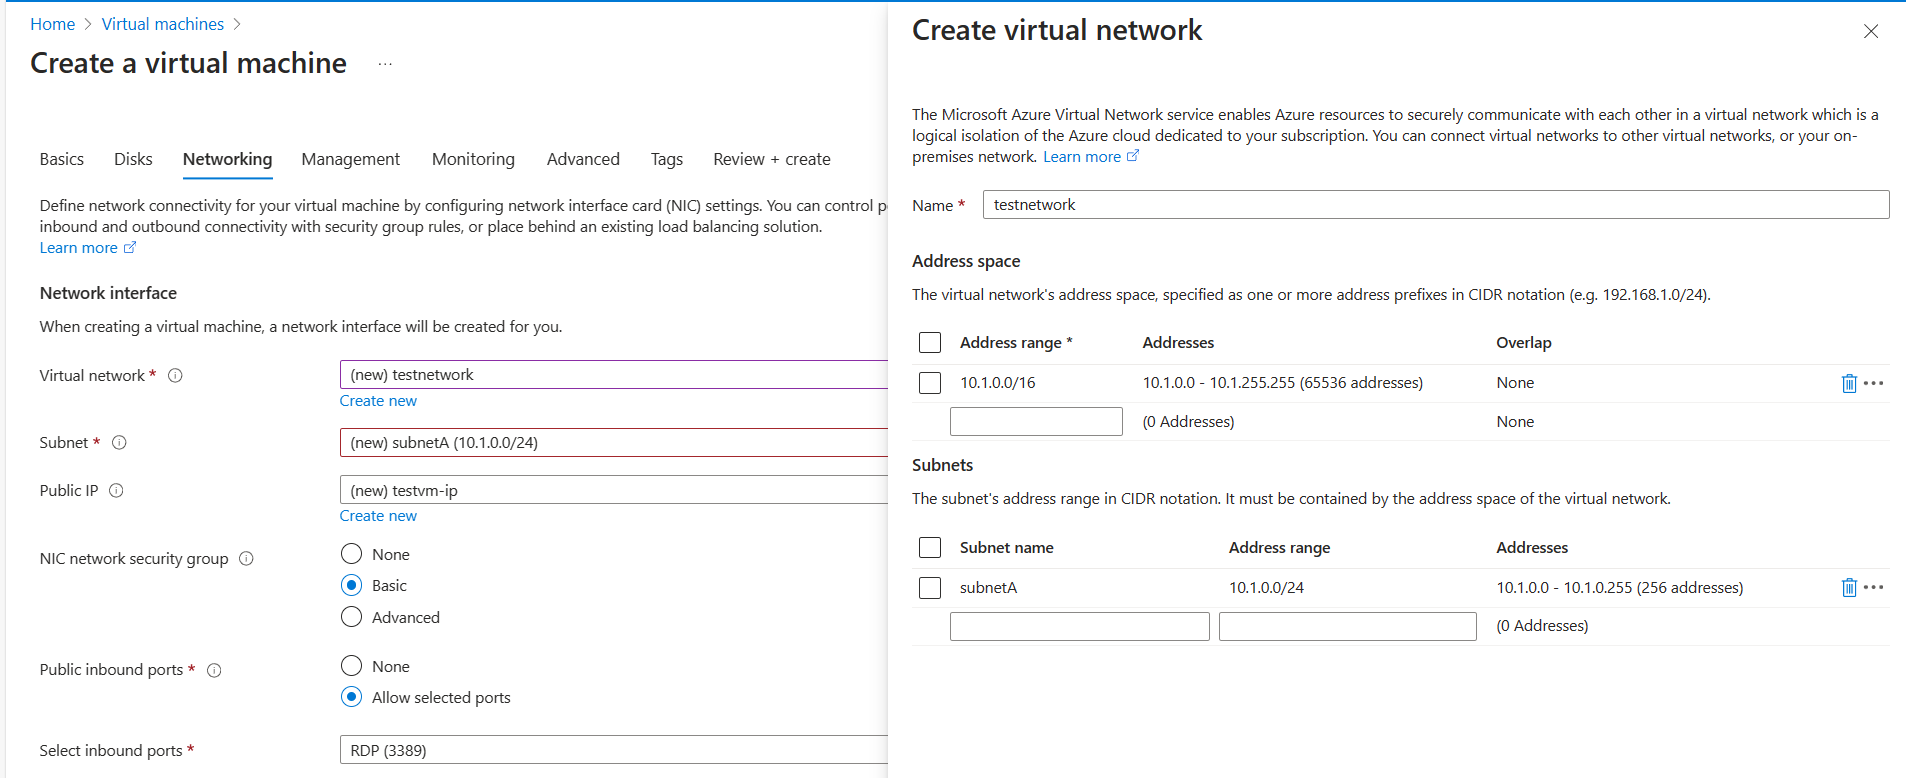 Home > Virtual machines >
Create a virtual machine ...
Basics Disks Networking Management Monitoring Advanced Tags Review + create
Define network connectivity for your virtual machine by configuring network interface card (NIC) settings. You can control p
inbound and outbound connectivity with security group rules, or place behind an existing load balancing solution.
Learn more
Network interface
When creating a virtual machine, a network interface will be created for you.
Virtual network * (new) testnetwork
Create new
Subnet * (new) subnetA (10.1.0.0/24)
Public IP (new) testvm-ip
Create new
NIC network security group
None
Basic
Advanced
Public inbound ports *
None
Allow selected ports
Select inbound ports * RDP (3389)
Create virtual network
The Microsoft Azure Virtual Network service enables Azure resources to securely communicate with each other in a virtual network which is a
logical isolation of the Azure cloud dedicated to your subscription. You can connect virtual networks to other virtual networks, or your on-
premises network. Learn more
Name * testnetwork
Address space
The virtual network's address space, specified as one or more address prefixes in CIDR notation (e.g. 192.168.1.0/24).
Address range * Addresses Overlap
10.1.0.0/16 10.1.0.0 - 10.1.255.255 (65536 addresses) None
(0 Addresses) None
Subnets
The subnet's address range in CIDR notation. It must be contained by the address space of the virtual network.
Subnet name Address range Addresses
subnetA 10.1.0.0/24 10.1.0.0 - 10.1.0.255 (256 addresses)
(0 Addresses)